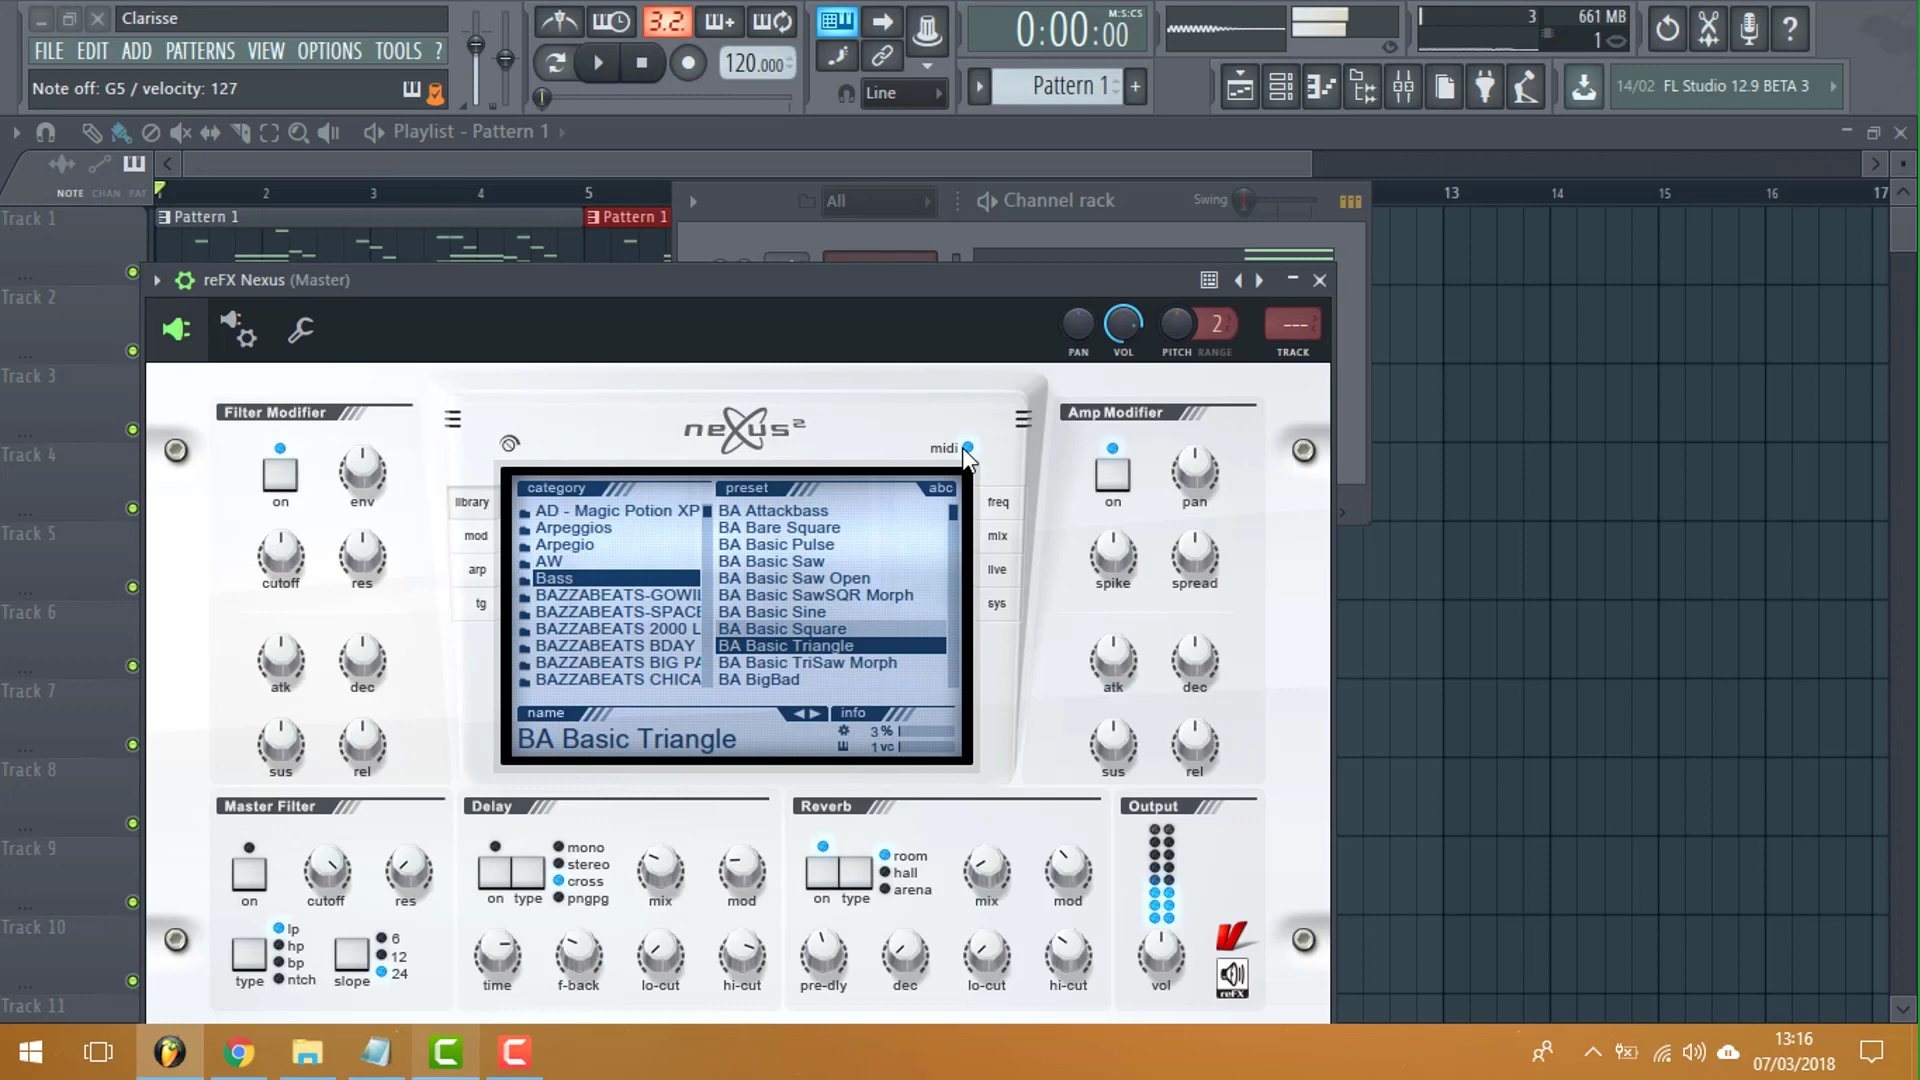 Clarisse
FILE EDIT ADD PATTERNS VIEW OPTIONS TOOLS ?
Note off: G5 / velocity: 127
3.2.
120.000
Line
0:00:00
M:S:CS
Pattern 1
3
661 MB
1
14/02 FL Studio 12.9 BETA 3
Playlist - Pattern 1
NOTE CHAN PAT
2 3 4 5 13 14 15 16 17
All
Channel rack
Swing
Pattern 1
Pattern 1
Track 1
Track 2
Track 3
Track 4
Track 5
Track 6
Track 7
Track 8
Track 9
Track 10
Track 11
reFX Nexus (Master)
2
---
PAN VOL PITCH RANGE TRACK
Filter Modifier
on env
cutoff res
atk dec
sus rel
nexus²
midi
library
mod
arp
tg
freq
mix
live
sys
category
AD - Magic Potion XP
Arpeggios
Arpegio
AW
Bass
BAZZABEATS-GOWIL
BAZZABEATS-SPACE
BAZZABEATS 2000 L
BAZZABEATS BDAY
BAZZABEATS BIG PA
BAZZABEATS CHICA
preset
abc
BA Attackbass
BA Bare Square
BA Basic Pulse
BA Basic Saw
BA Basic Saw Open
BA Basic SawSQR Morph
BA Basic Sine
BA Basic Square
BA Basic Triangle
BA Basic TriSaw Morph
BA BigBad
name
BA Basic Triangle
info
3 %
1 vc
Amp Modifier
on pan
spike spread
atk dec
sus rel
Master Filter
on cutoff res
lp
hp
bp
ntch
type
slope
6
12
24
Delay
on type
mono
stereo
cross
pngpg
mix mod
time f-back lo-cut hi-cut
Reverb
on type
room
hall
arena
mix mod
pre-dly dec lo-cut hi-cut
Output
vol
reFX
13:16
07/03/2018